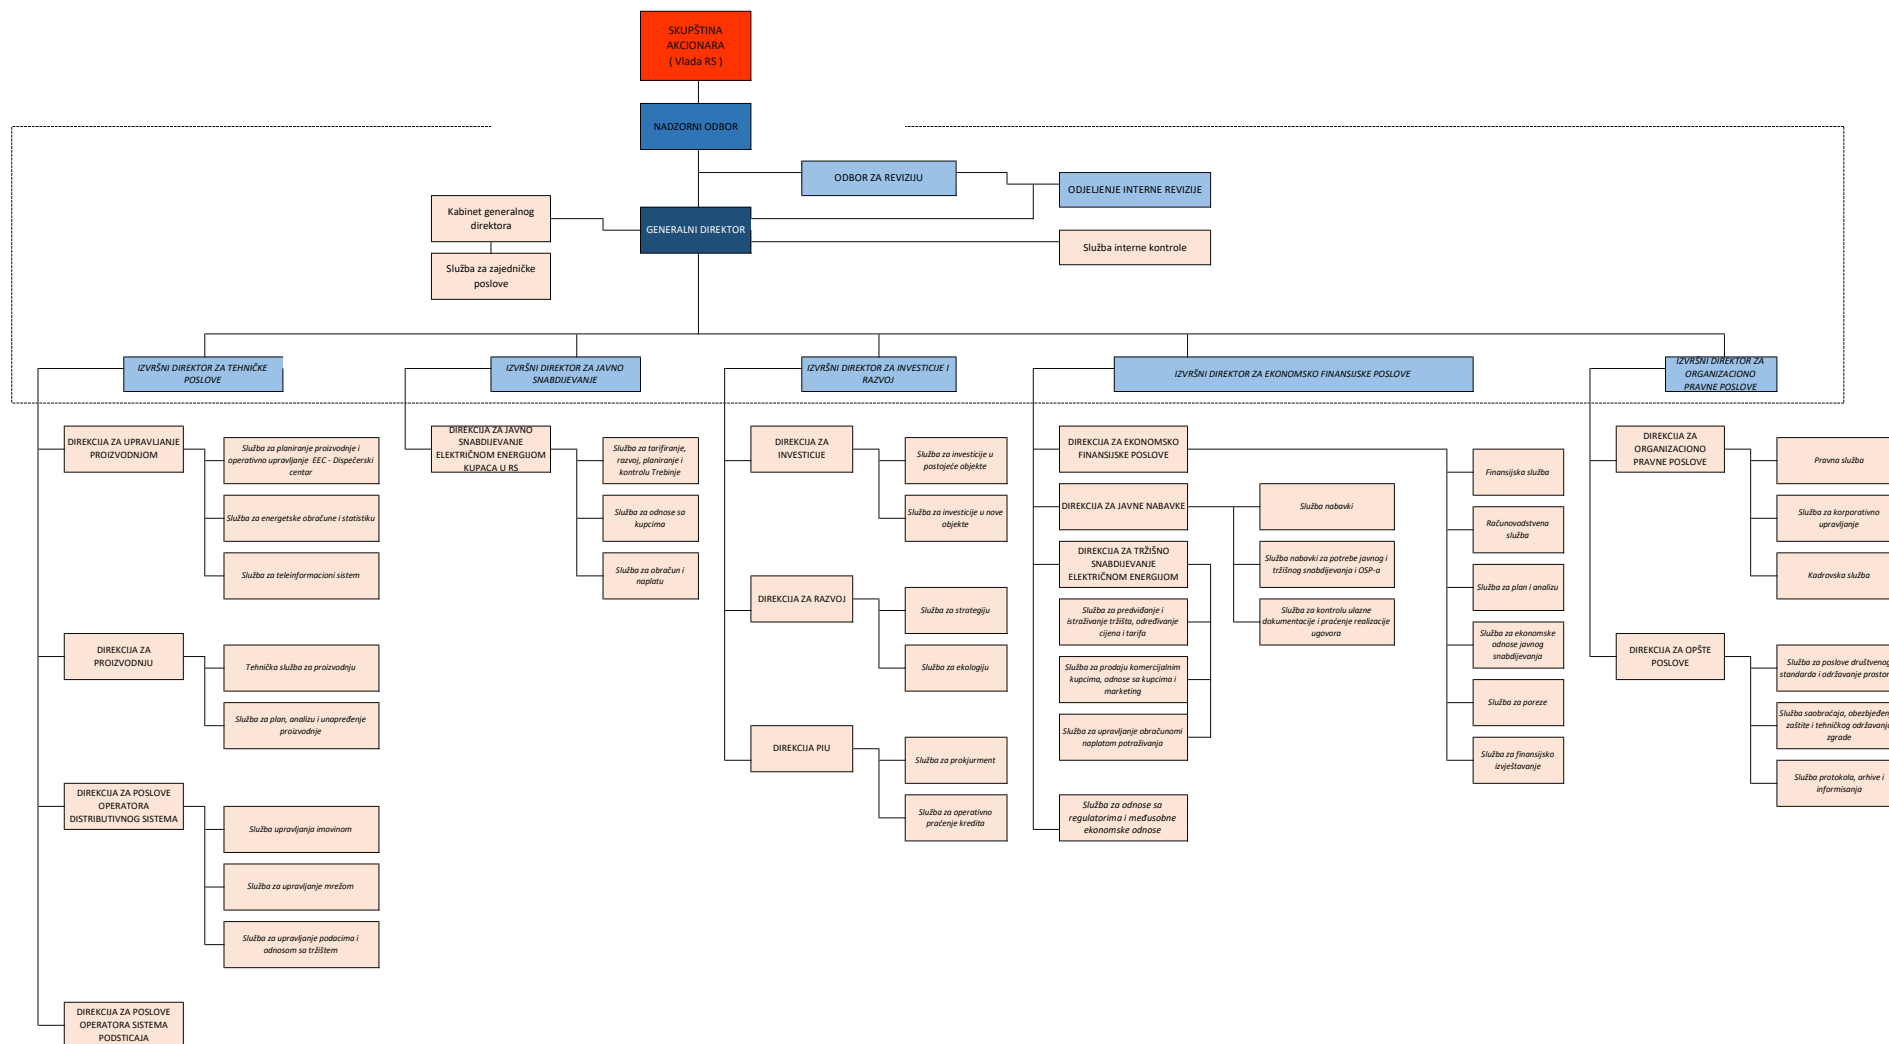 SKUPŠTINA
AKCIONARA
( Vlada RS )
NADZORNI ODBOR
ODBOR ZA REVIZIJU
ODJELJENJE INTERNE REVIZIJE
Kabinet generalnog
direktora
GENERALNI DIREKTOR
Služba interne kontrole
Služba za zajedničke
poslove
IZVRŠNI DIREKTOR ZA TEHNIČKE
POSLOVE
IZVRŠNI DIREKTOR ZA JAVNO
SNABDIJEVANJE
IZVRŠNI DIREKTOR ZA INVESTICIJE I
RAZVOJ
IZVRŠNI DIREKTOR ZA EKONOMSKO FINANSIJSKE POSLOVE
IZVRŠNI DIREKTOR ZA
ORGANIZACIONO
PRAVNE POSLOVE
DIREKCIJA ZA UPRAVLJANJE
PROIZVODNJOM
Služba za planiranje proizvodnje i
operativno upravljanje EEC - Dispečerski
centar
Služba za energetske obračune i statistiku
Služba za teleinformacioni sistem
DIREKCIJA ZA
PROIZVODNJU
Tehnička služba za proizvodnju
Služba za plan, analizu i unapređenje
proizvodnje
DIREKCIJA ZA POSLOVE
OPERATORA
DISTRIBUTIVNOG SISTEMA
Služba upravljanja imovinom
Služba za upravljanje mrežom
Služba za upravljanje podacima i
odnosom sa tržištem
DIREKCIJA ZA POSLOVE
OPERATORA SISTEMA
PODSTICAJA
DIREKCIJA ZA JAVNO
SNABDIJEVANJE
ELEKTRIČNOM ENERGIJOM
KUPACA U RS
Služba za tarifiranje,
razvoj, planiranje i
kontrolu Trebinje
Služba za odnose sa
kupcima
Služba za obračun i
naplatu
DIREKCIJA ZA
INVESTICIJE
Služba za investicije u
postojeće objekte
Služba za investicije u nove
objekte
DIREKCIJA ZA RAZVOJ
Služba za strategiju
Služba za ekologiju
DIREKCIJA PIU
Služba za prokjurment
Služba za operativno
praćenje kredita
DIREKCIJA ZA EKONOMSKO
FINANSIJSKE POSLOVE
DIREKCIJA ZA JAVNE NABAVKE
DIREKCIJA ZA TRŽIŠNO
SNABDIJEVANJE
ELEKTRIČNOM ENERGIJOM
Služba za predviđanje i
istraživanje tržišta, određivanje
cijena i tarifa
Služba za prodaju komercijalnim
kupcima, odnose sa kupcima i
marketing
Služba za upravljanje obračunomi
naplatom potraživanja
Služba za odnose sa
regulatorima i međusobne
ekonomske odnose
Služba nabavki
Služba nabavki za potrebe javnog i
tržišnog snabdijevanja i OSP-a
Služba za kontrolu ulazne
dokumentacije i praćenje realizacije
ugovora
Finansijska služba
Računovodstvena
služba
Služba za plan i analizu
Služba za ekonomske
odnose javnog
snabdijevanja
Služba za poreze
Služba za finansijsko
izvještavanje
DIREKCIJA ZA
ORGANIZACIONO
PRAVNE POSLOVE
Pravna služba
Služba za korporativno
upravljanje
Kadrovska služba
DIREKCIJA ZA OPŠTE
POSLOVE
Služba za poslove društvenog
standarda i održavanje
Služba saobraćaja,
zaštite i tehničkog održavanja
zgrade
Služba protokola, arhive i
informisanja